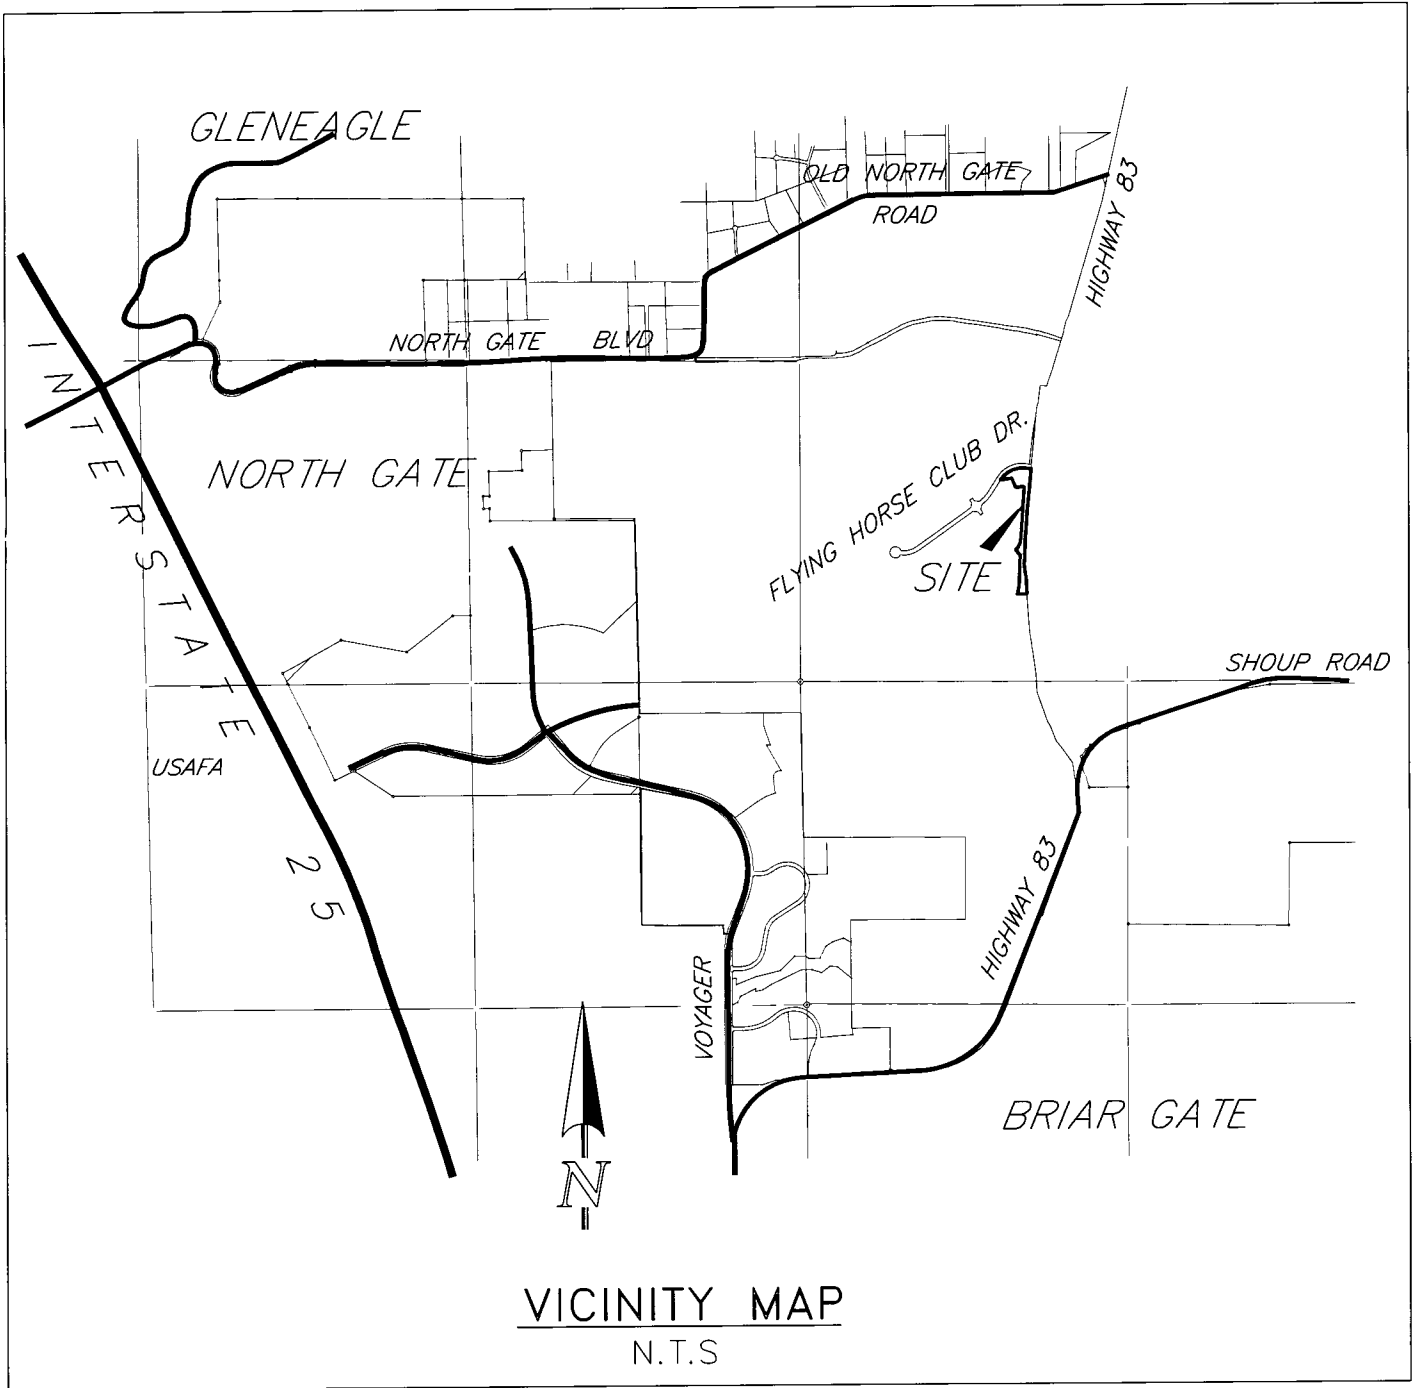 GLENEAGLE
OLD NORTH GATE
ROAD
HIGHWAY 83
NORTH GATE BLVD
INTERSTATE 25
NORTH GATE
FLYING HORSE CLUB DR.
SITE
SHOUP ROAD
USAFA
HIGHWAY 83
VOYAGER
BRIAR GATE
N
VICINITY MAP
N.T.S